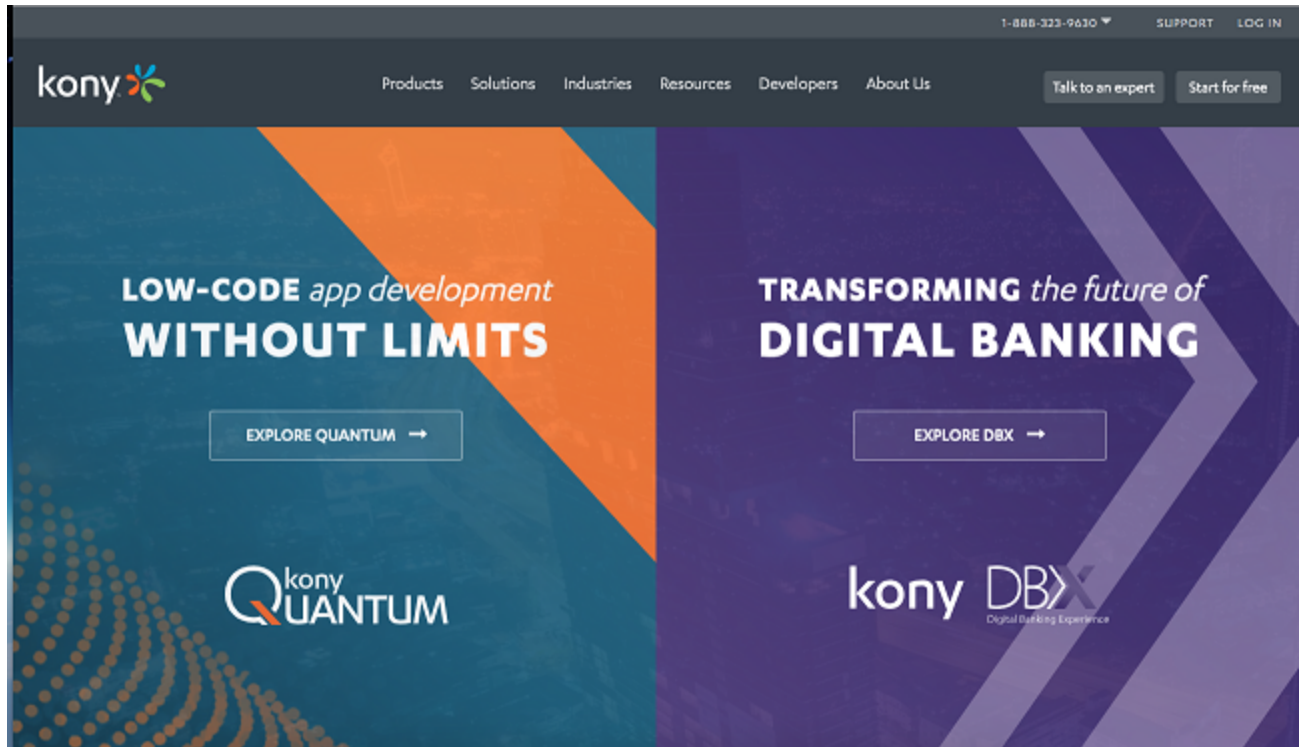 1-888-323-9630 SUPPORT LOG IN
kony
Products Solutions Industries Resources Developers About Us Talk to an expert Start for free
LOW-CODE app development
WITHOUT LIMITS
EXPLORE QUANTUM →
kony
QUANTUM
TRANSFORMING the future of
DIGITAL BANKING
EXPLORE DBX →
kony DBX
Digital Banking Experience